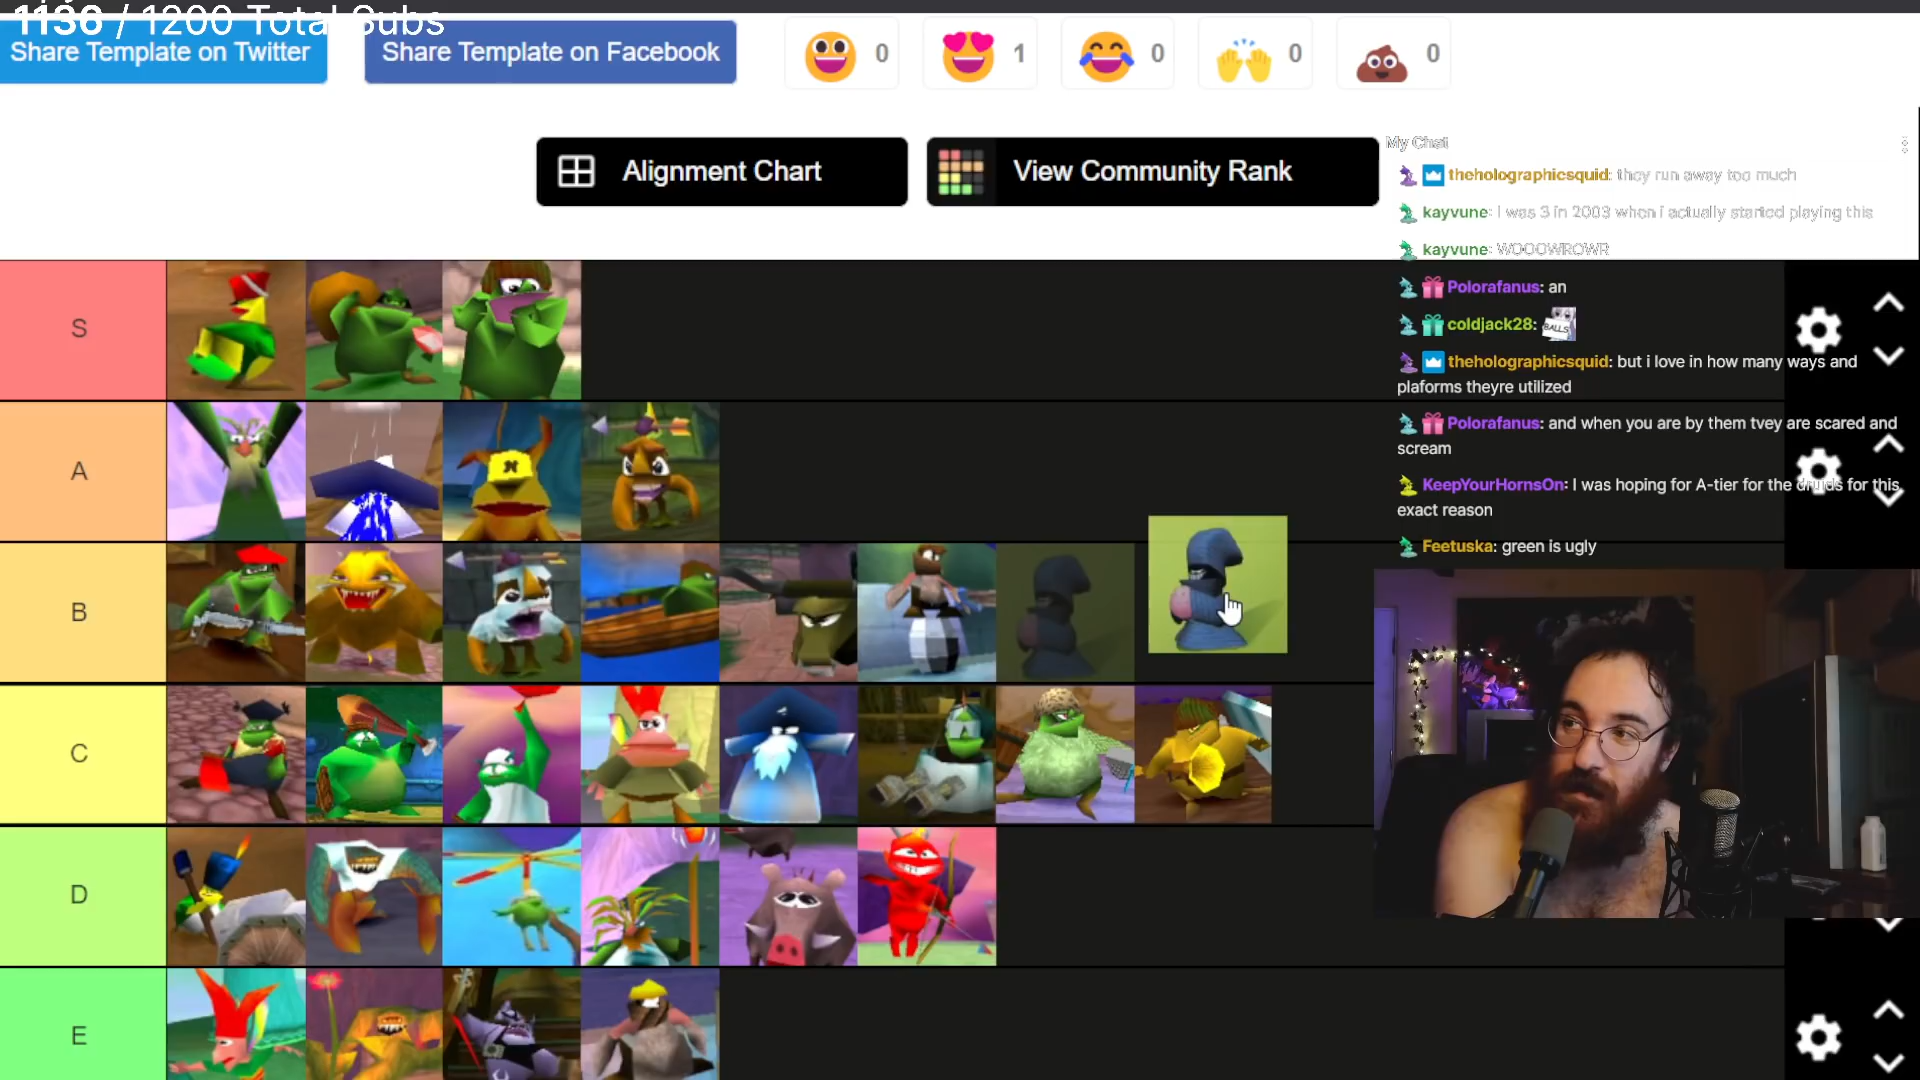 1136 / 1200 Total Subs
Share Template on Twitter
Share Template on Facebook
0
1
0
0
0
Alignment Chart
View Community Rank
My Chat
theholographicsquid: they run away too much
kayvune: I was 3 in 2003 when i actually started playing this
kayvune: WOOOWROWR
Polorafanus: an
coldjack28:
BALLS
theholographicsquid: but i love in how many ways and
plaforms theyre utilized
Polorafanus: and when you are by them tvey are scared and
scream
KeepYourHornsOn: I was hoping for A-tier for the druids for this
exact reason
Feetuska: green is ugly
S
A
B
C
D
E